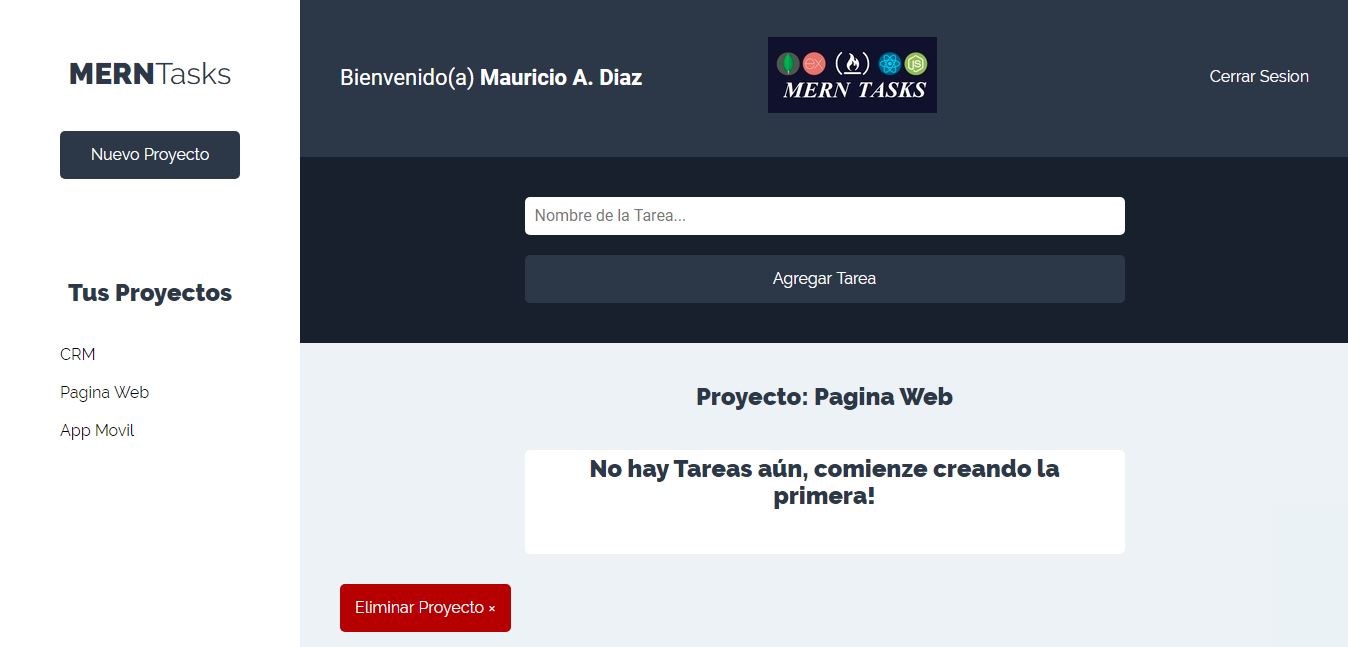 MERNTasks
Nuevo Proyecto
Tus Proyectos
CRM
Pagina Web
App Movil
Bienvenido(a) Mauricio A. Diaz
ex
JS
MERN TASKS
Cerrar Sesion
Nombre de la Tarea...
Agregar Tarea
Proyecto: Pagina Web
No hay Tareas aún, comienze creando la
primera!
Eliminar Proyecto ×